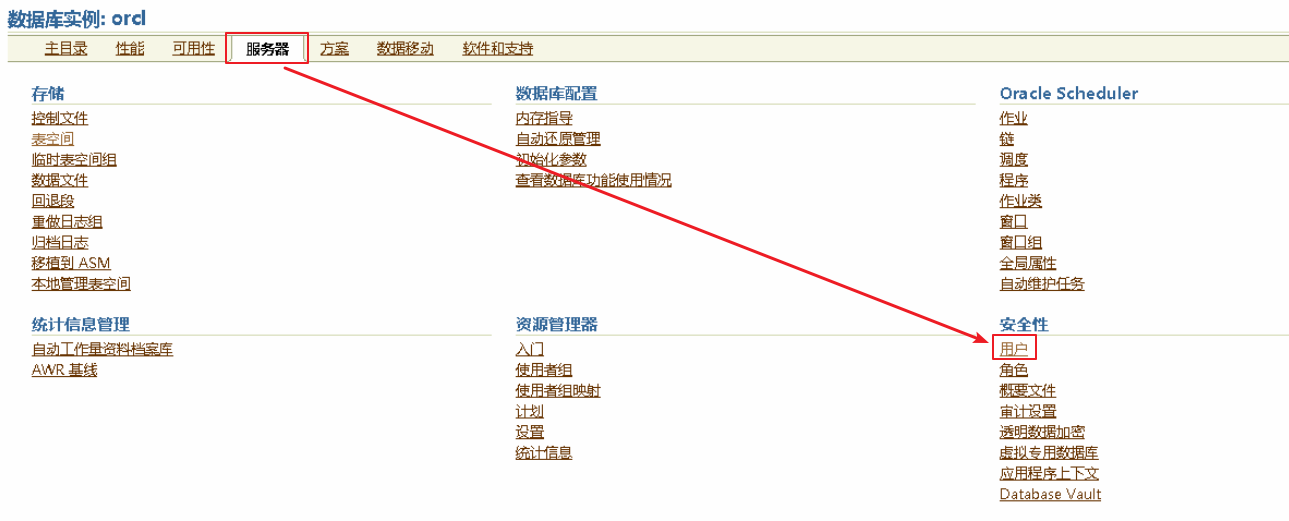 数据库实例: orcl
主目录 性能 可用性 服务器 方案 数据移动 软件和支持
存储
控制文件
表空间
临时表空间组
数据文件
回退段
重做日志组
归档日志
移植到 ASM
本地管理表空间
数据库配置
内存指导
自动还原管理
初始化参数
查看数据库功能使用情况
Oracle Scheduler
作业
链
调度
程序
作业类
窗口
窗口组
全局属性
自动维护任务
统计信息管理
自动工作量资料档案库
AWR 基线
资源管理器
入门
使用者组
使用者组映射
计划
设置
统计信息
安全性
用户
角色
概要文件
审计设置
透明数据加密
虚拟专用数据库
应用程序上下文
Database Vault